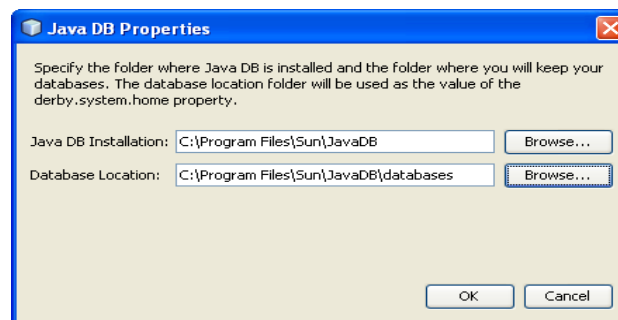 Java DB Properties
Specify the folder where Java DB is installed and the folder where you will keep your
databases. The database location folder will be used as the value of the
derby.system.home property.
Java DB Installation: C:\Program Files\Sun\JavaDB Browse...
Database Location: C:\Program Files\Sun\JavaDB\databases Browse...
OK Cancel